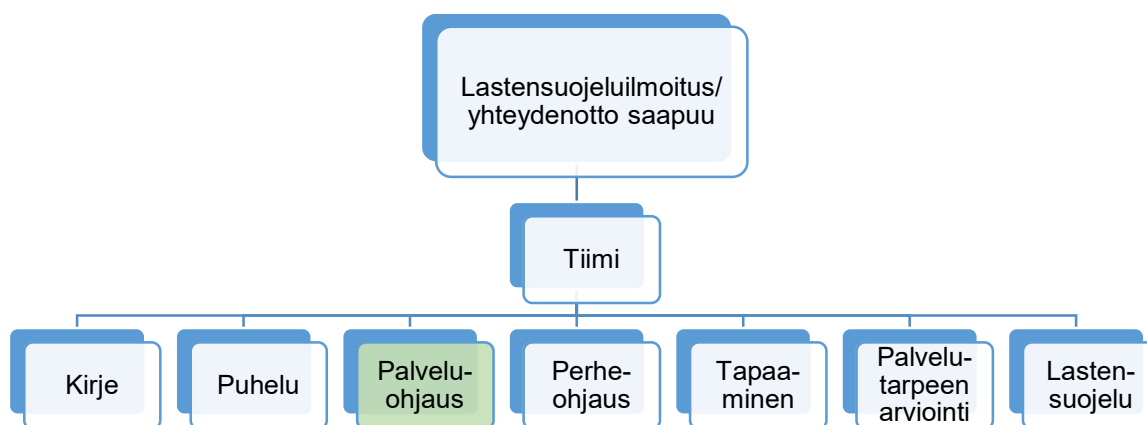 Lastensuojeluilmoitus/
yhteydenotto saapuu
Tiimi
Kirje
Puhelu
Palvelu-
ohjaus
Perhe-
ohjaus
Tapaa-
minen
Palvelu-
tarpeen
arviointi
Lasten-
suojelu